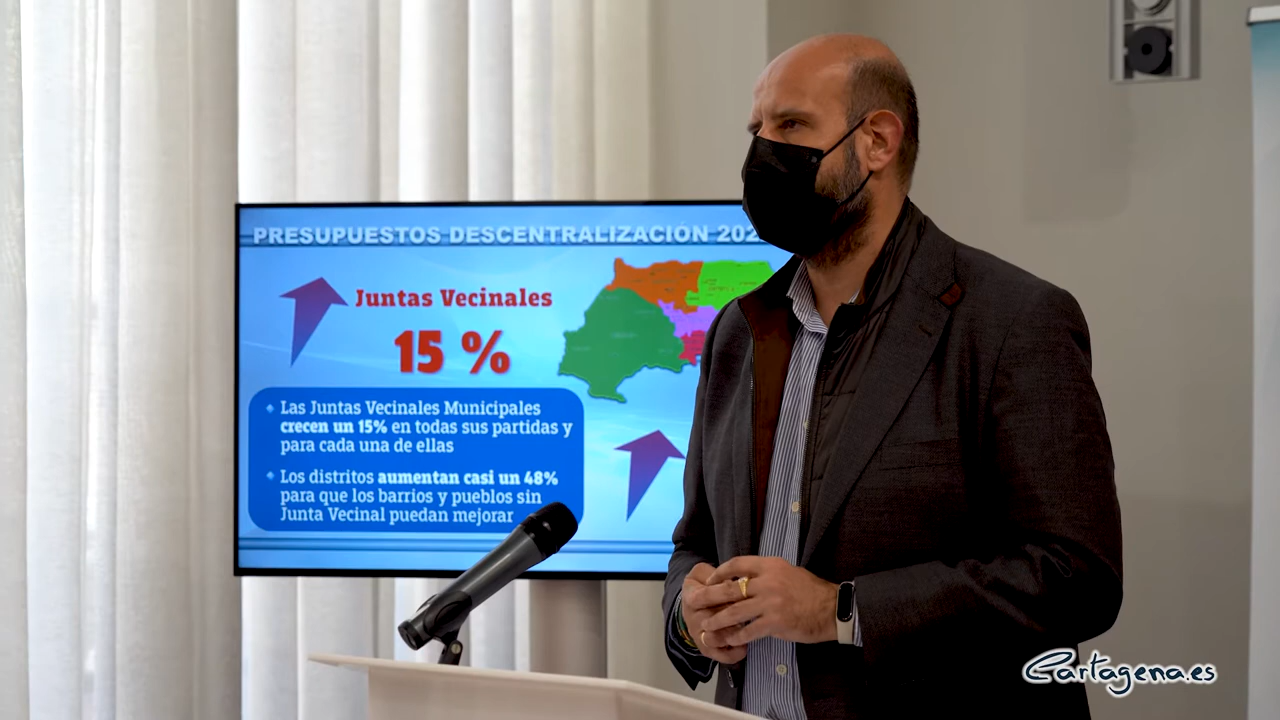 PRESUPUESTOS DESCENTRALIZACIÓN 202
Juntas Vecinales
15 %
Las Juntas Vecinales Municipales
crecen un 15% en todas sus partidas y
para cada una de ellas
Los distritos aumentan casi un 48%
para que los barrios y pueblos sin
Junta Vecinal puedan mejorar
Cartagena.es